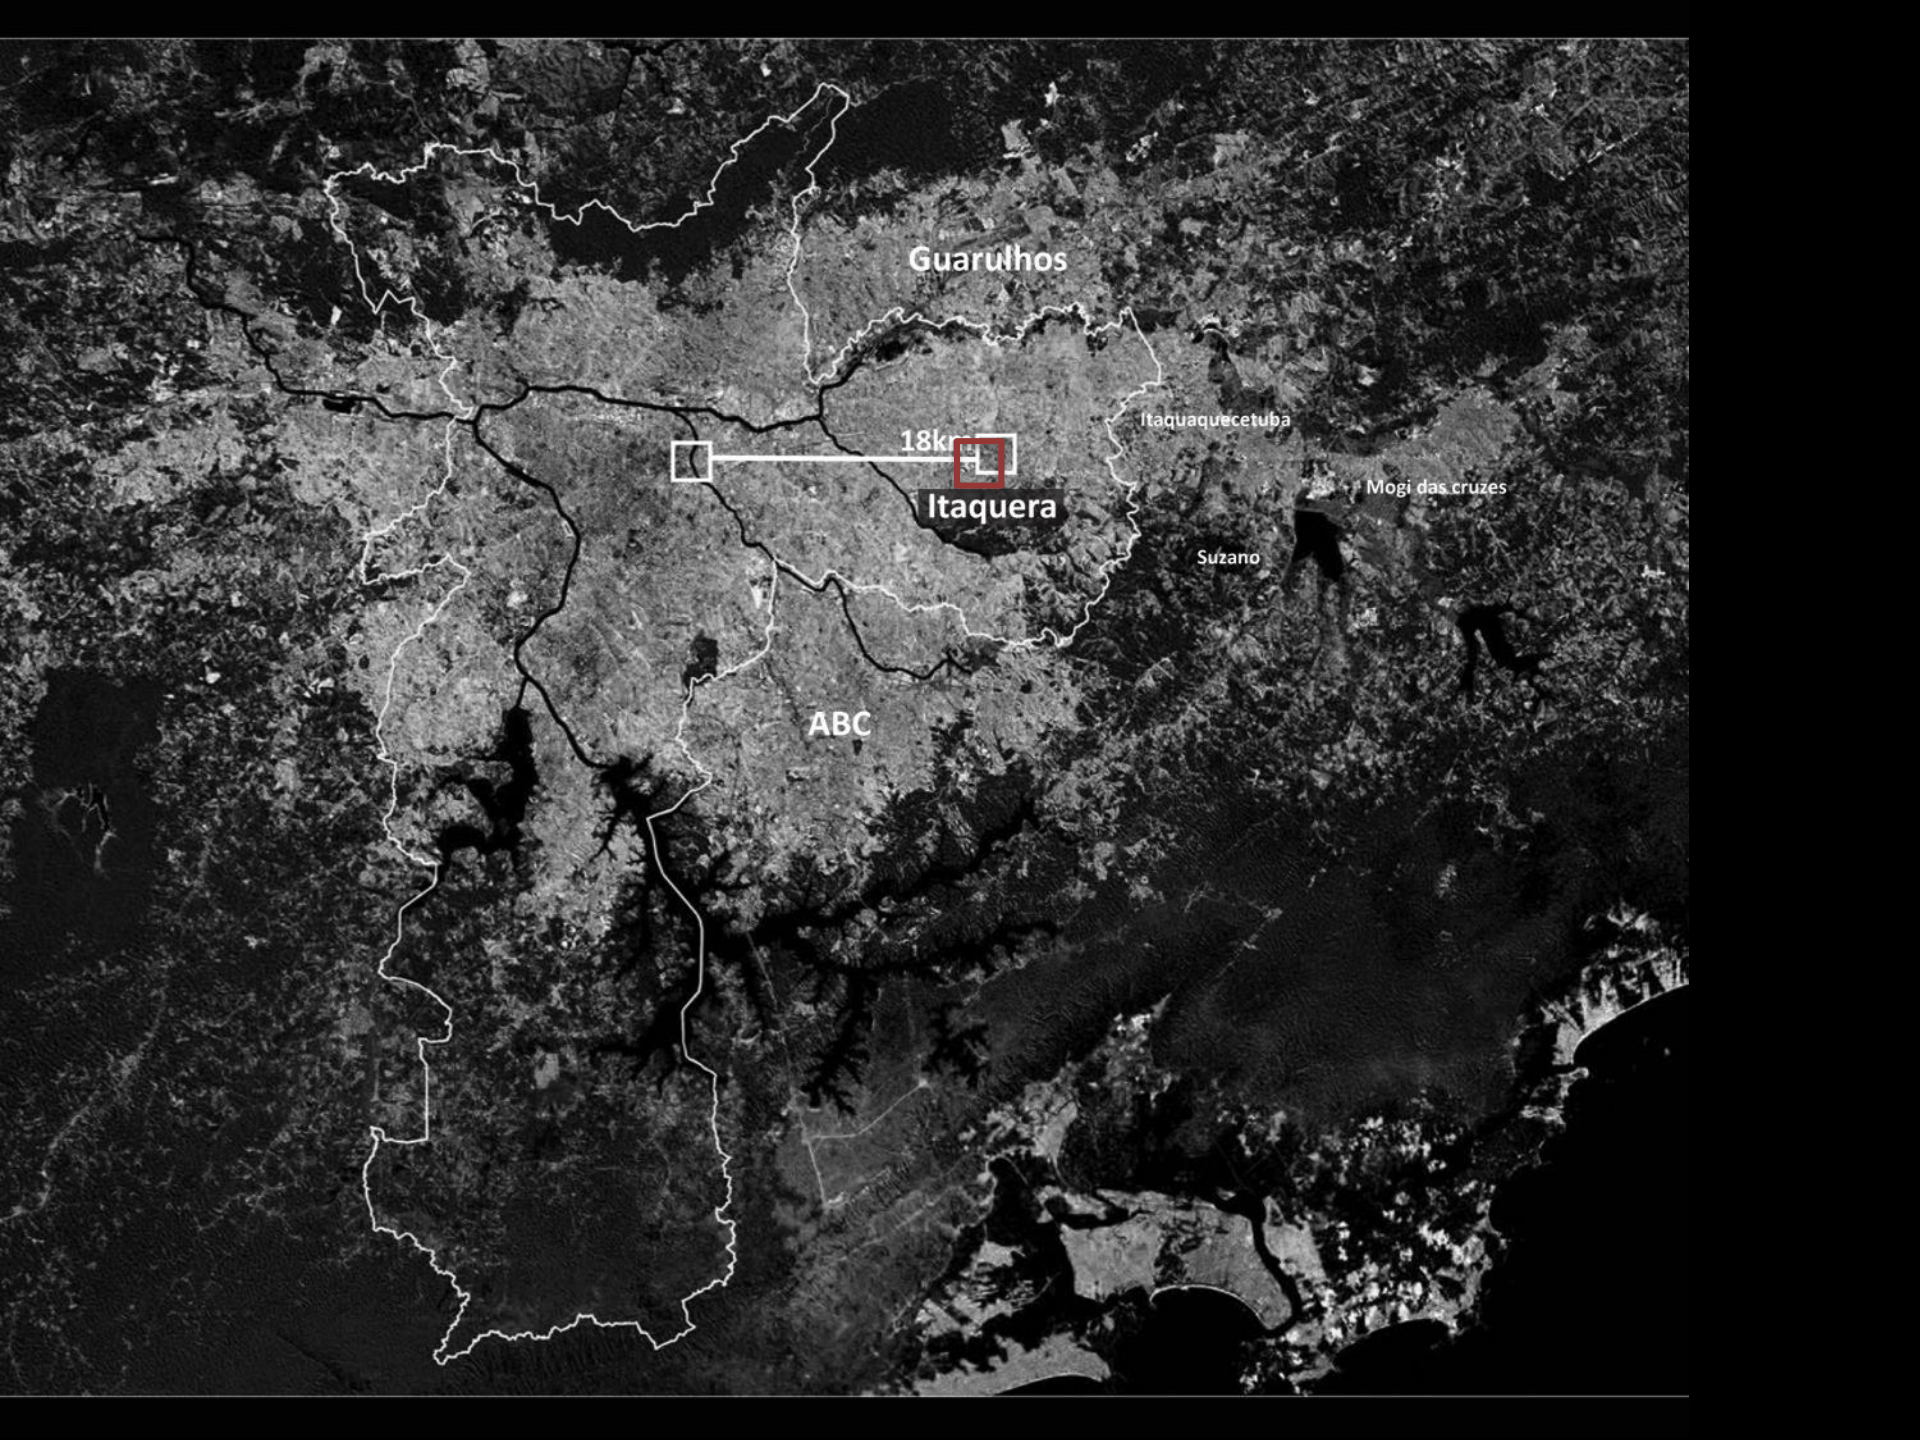 Guarulhos
Itaquaquecetuba
18km
Mogi das cruzes
Itaquera
Suzano
ABC